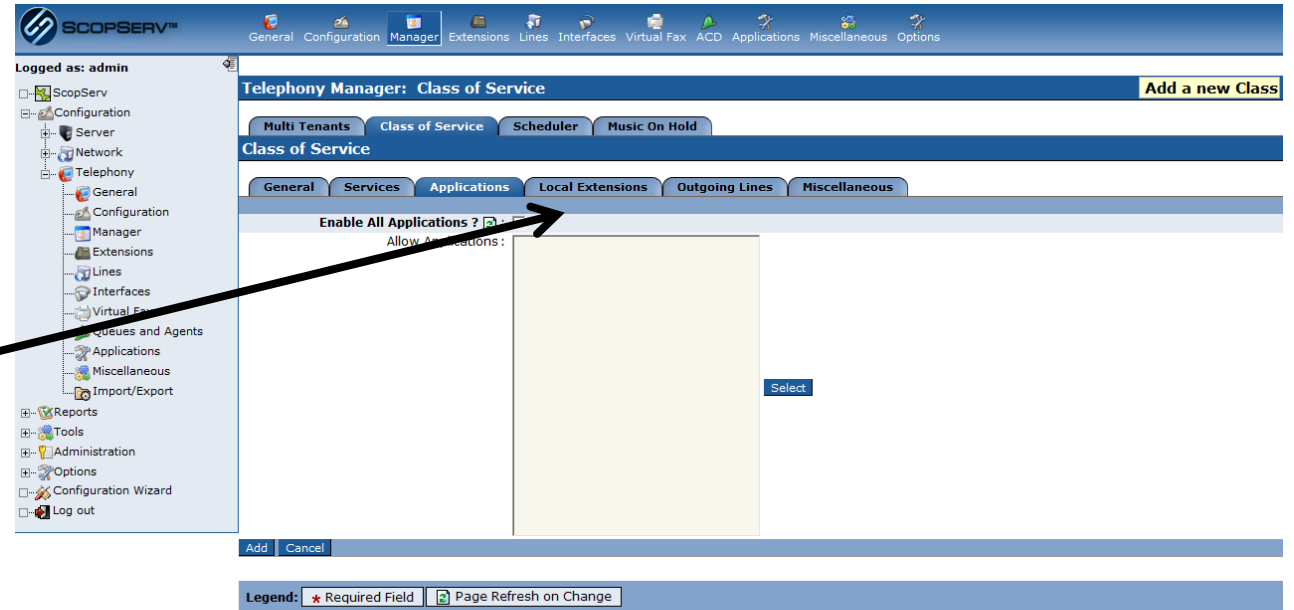 SCOPSERV™
General Configuration Manager Extensions Lines Interfaces Virtual Fax ACD Applications Miscellaneous Options
Logged as: admin
ScopServ
Configuration
Server
Network
Telephony
General
Configuration
Manager
Extensions
Lines
Interfaces
Virtual Fax
Queues and Agents
Applications
Miscellaneous
Import/Export
Reports
Tools
Administration
Options
Configuration Wizard
Log out
Telephony Manager: Class of Service
Add a new Class
Multi Tenants Class of Service Scheduler Music On Hold
Class of Service
General Services Applications Local Extensions Outgoing Lines Miscellaneous
Enable All Applications ? :
Allow Applications :
Select
Add Cancel
Legend: * Required Field Page Refresh on Change